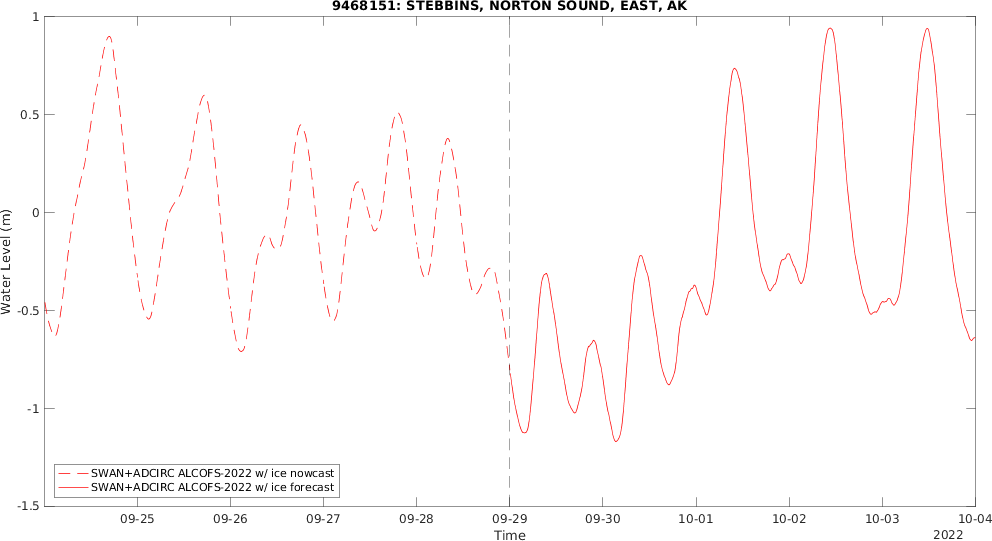 9468151: STEBBINS, NORTON SOUND, EAST, AK
Water Level (m)
1
0.5
0
-0.5
-1
-1.5
SWAN+ADCIRC ALCOFS-2022 w/ ice nowcast
SWAN+ADCIRC ALCOFS-2022 w/ ice forecast
09-25 09-26 09-27 09-28 09-29 09-30 10-01 10-02 10-03 10-04
Time
2022